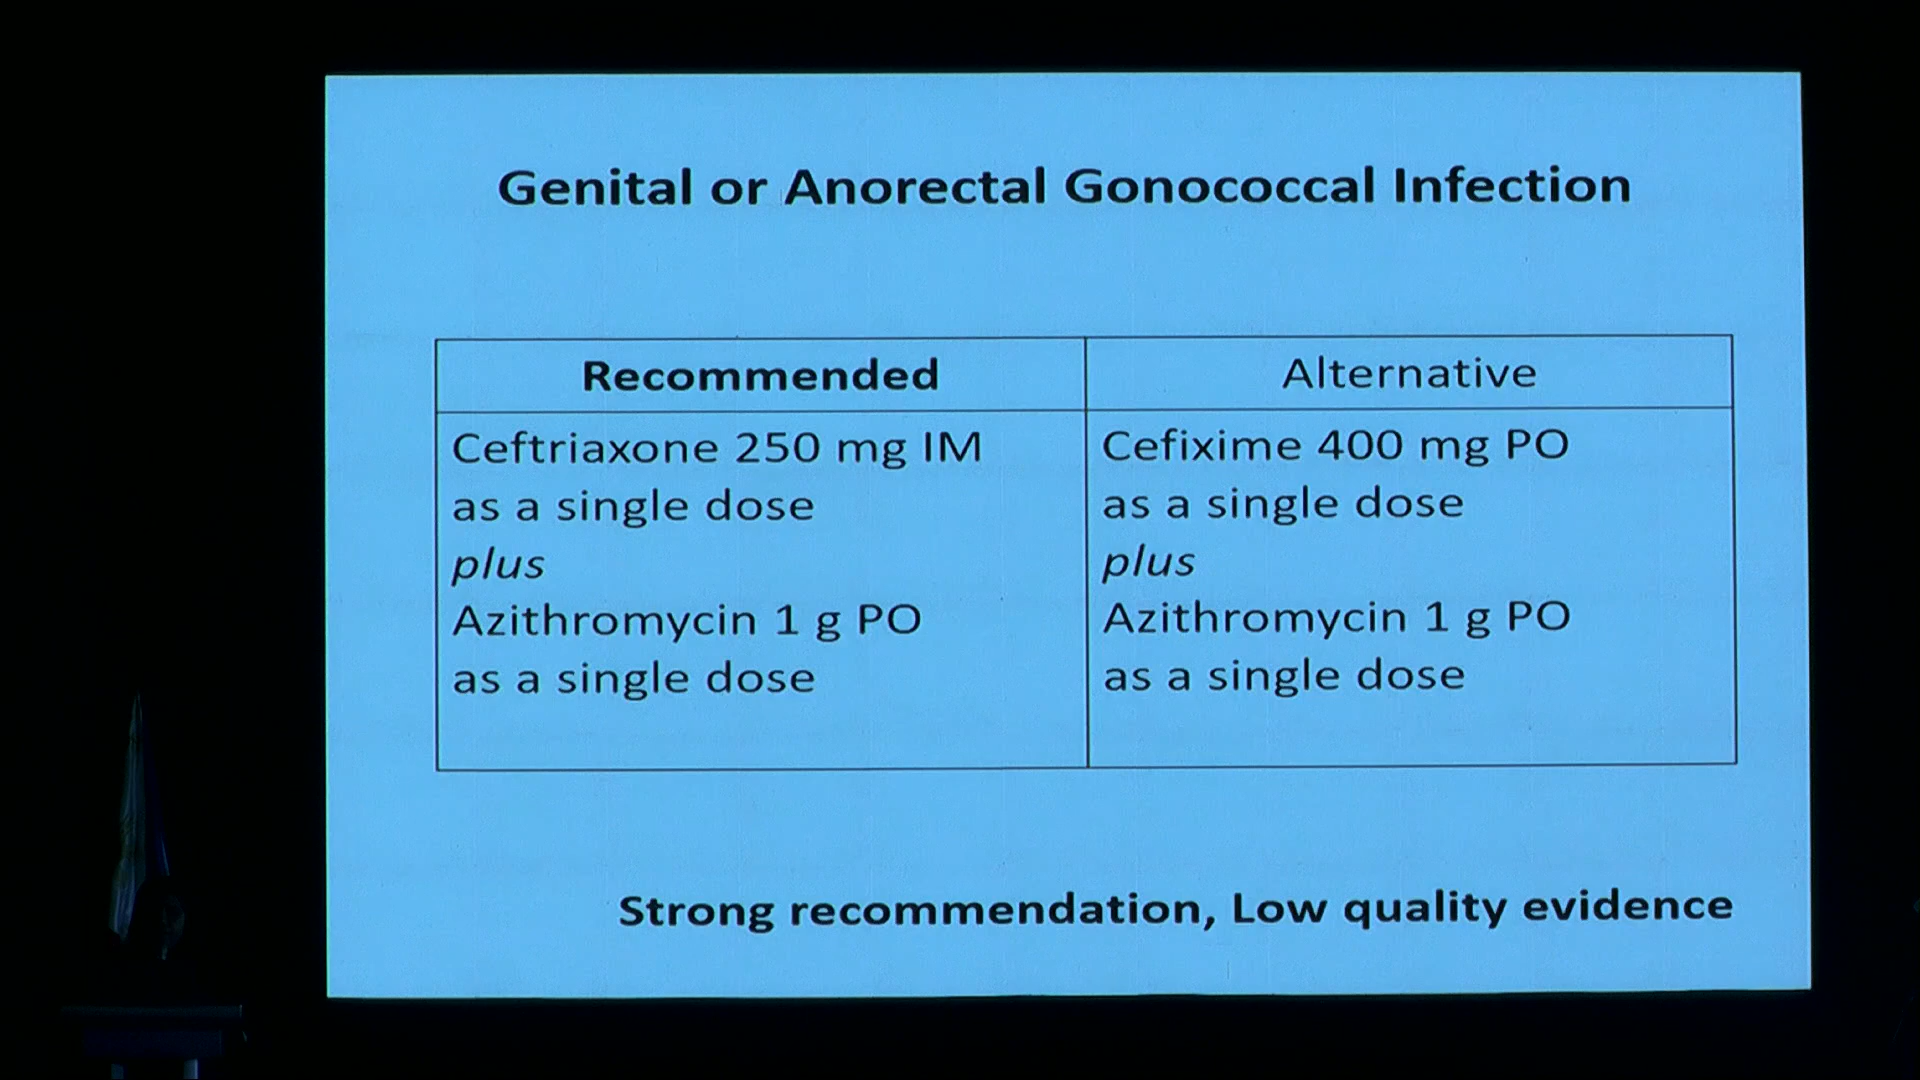 Genital or Anorectal Gonococcal Infection
Recommended
Ceftriaxone 250 mg IM
as a single dose
plus
Azithromycin 1 g PO
as a single dose
Alternative
Cefixime 400 mg PO
as a single dose
plus
Azithromycin 1 g PO
as a single dose
Strong recommendation, Low quality evidence